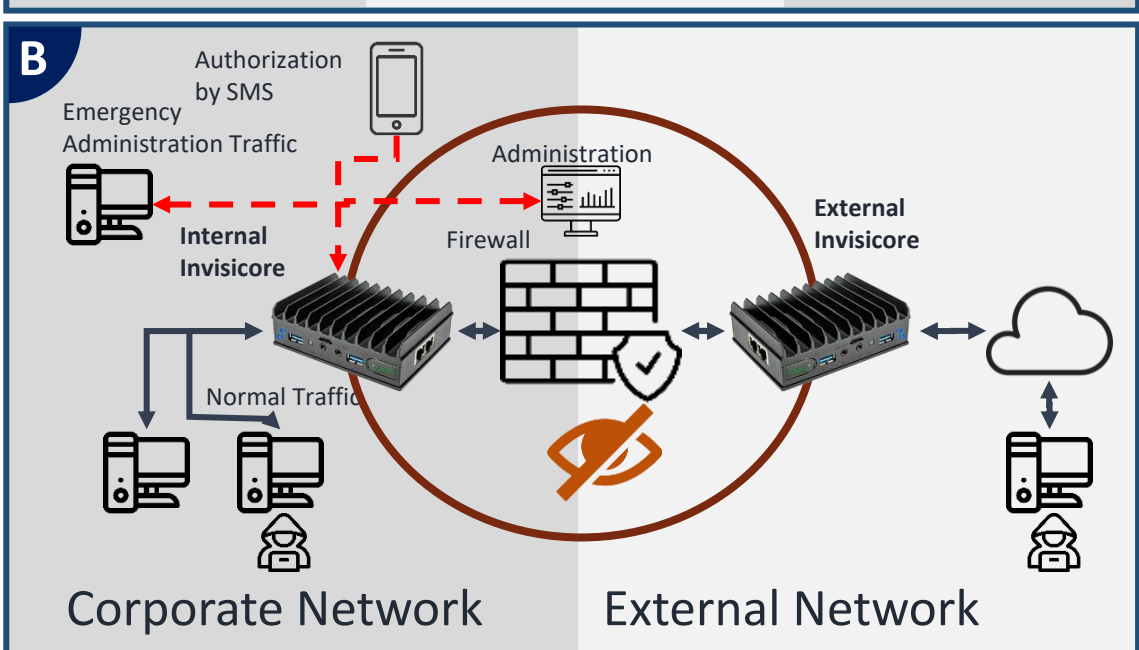 B
Authorization
by SMS
Emergency
Administration Traffic
Administration
Internal
Invisicore
Firewall
External
Invisicore
Normal Traffic
Corporate Network
External Network